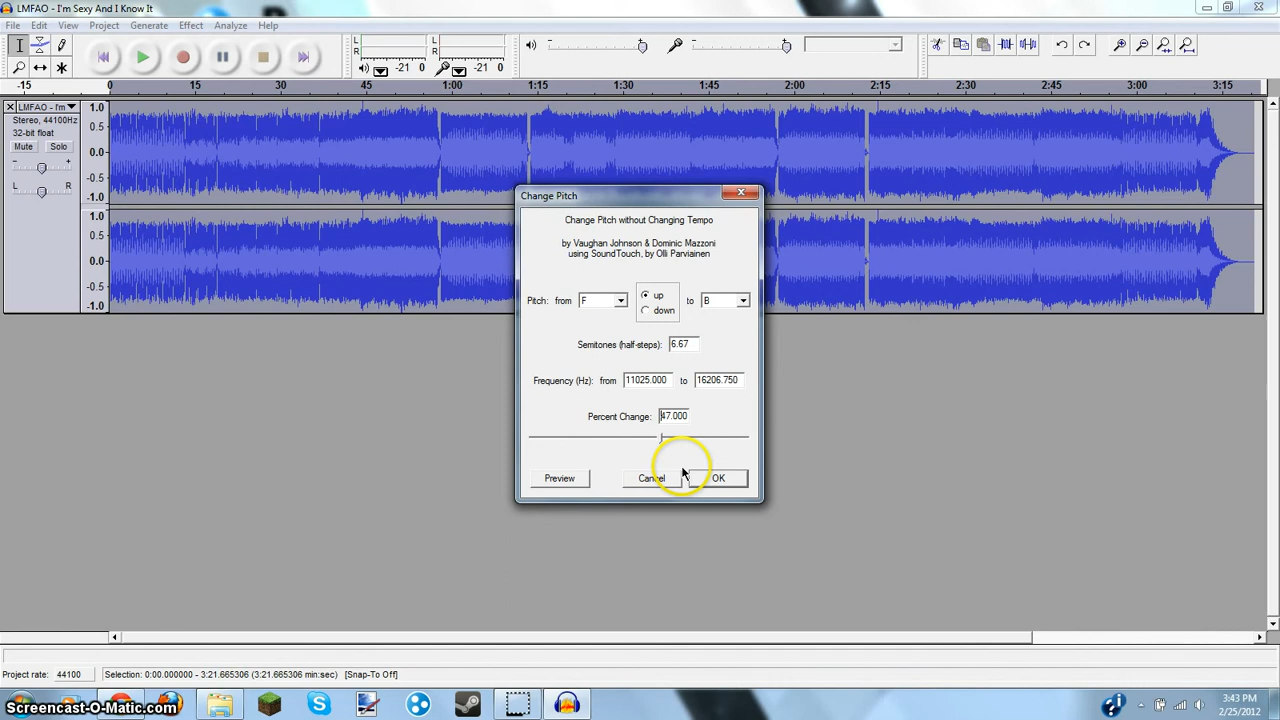 LMFAO - I'm Sexy And I Know It
File Edit View Project Generate Effect Analyze Help
L R L R
-21 0 -21 0
-15 0 15 30 45 1:00 1:15 1:30 1:45 2:00 2:15 2:30 2:45 3:00 3:15
LMFAO - I'm
Stereo, 44100Hz
32-bit float
Mute Solo
- +
L R
1.0
0.5
0.0
-0.5
-1.0
1.0
0.5
0.0
-0.5
-1.0
Change Pitch
Change Pitch without Changing Tempo
by Vaughan Johnson & Dominic Mazzoni
using SoundTouch, by Olli Parviainen
Pitch: from F up down to B
Semitones (half-steps): 6.67
Frequency (Hz): from 11025.000 to 16206.750
Percent Change: 47.000
Preview Cancel OK
Project rate: 44100 Selection: 0:00.000000 - 3:21.665306 (3:21.665306 min:sec) [Snap-To Off]
Screencast-O-Matic.com
3:43 PM
2/25/2012